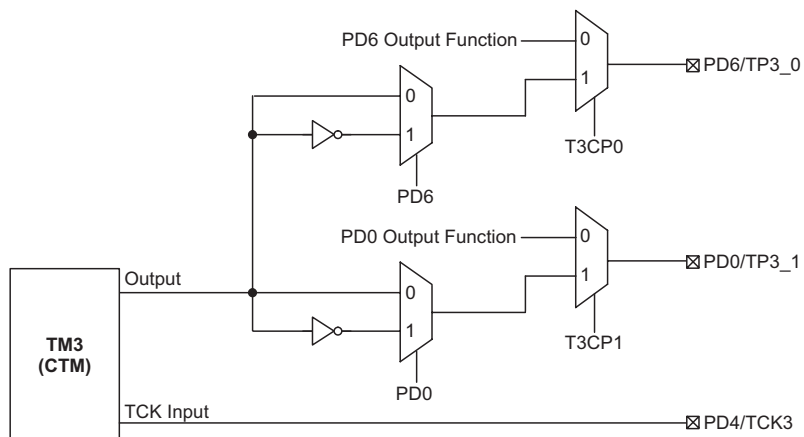 PD6 Output Function
0
1
PD6/TP3_0
0
1
T3CP0
PD6
PD0 Output Function
0
1
PD0/TP3_1
Output
0
1
T3CP1
TM3
(CTM)
PD0
TCK Input
PD4/TCK3